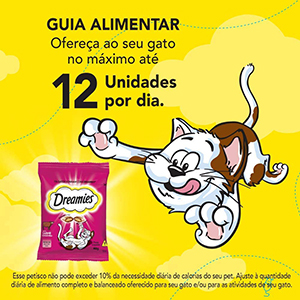 GUIA ALIMENTAR
Ofereça ao seu gato
no máximo até
12 Unidades
por dia.
Dreamies
Esse petisco não pode exceder 10% da necessidade diária de calorias do seu pet. Ajuste à quantidade
diária de alimento completo e balanceado oferecido para seu gato e/ou para as atividades de seu gato.